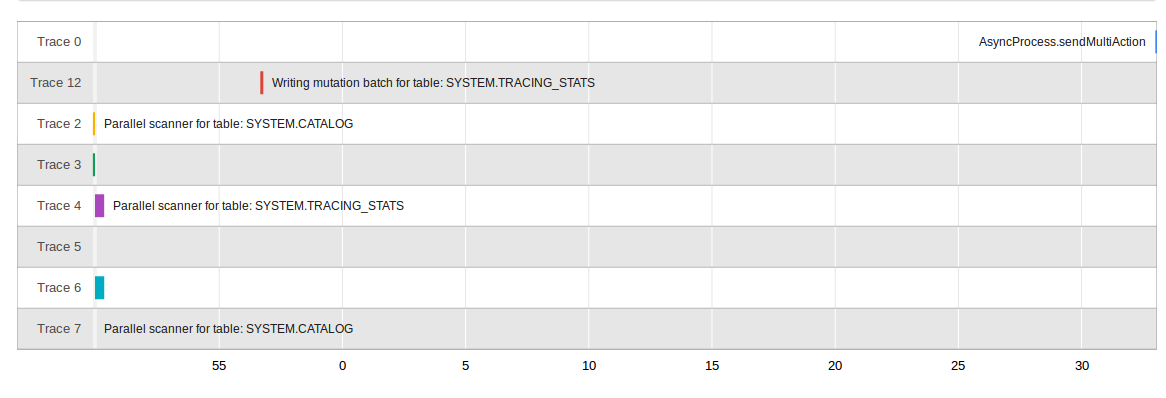 Trace 0 AsyncProcess.sendMultiAction
Trace 12 Writing mutation batch for table: SYSTEM.TRACING_STATS
Trace 2 Parallel scanner for table: SYSTEM.CATALOG
Trace 3
Trace 4 Parallel scanner for table: SYSTEM.TRACING_STATS
Trace 5
Trace 6
Trace 7 Parallel scanner for table: SYSTEM.CATALOG
55 0 5 10 15 20 25 30